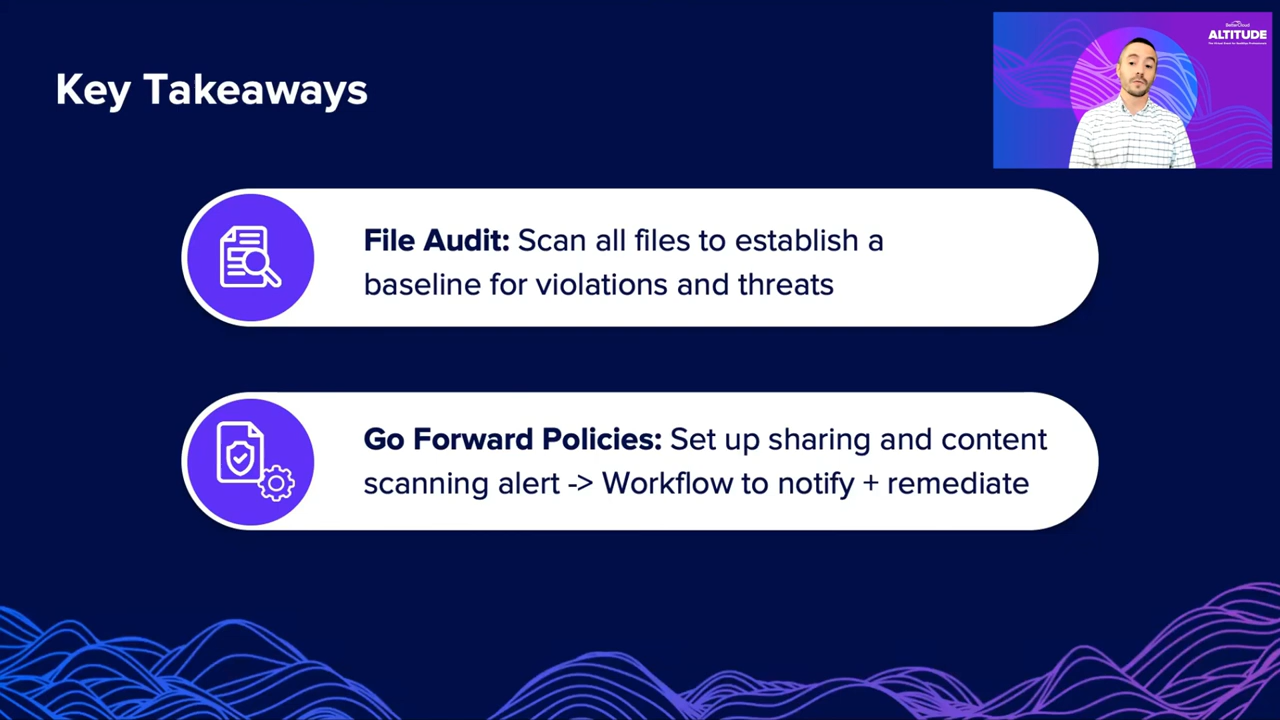 Key Takeaways
BetterCloud
ALTITUDE
File Audit: Scan all files to establish a
baseline for violations and threats
Go Forward Policies: Set up sharing and content
scanning alert -> Workflow to notify + remediate